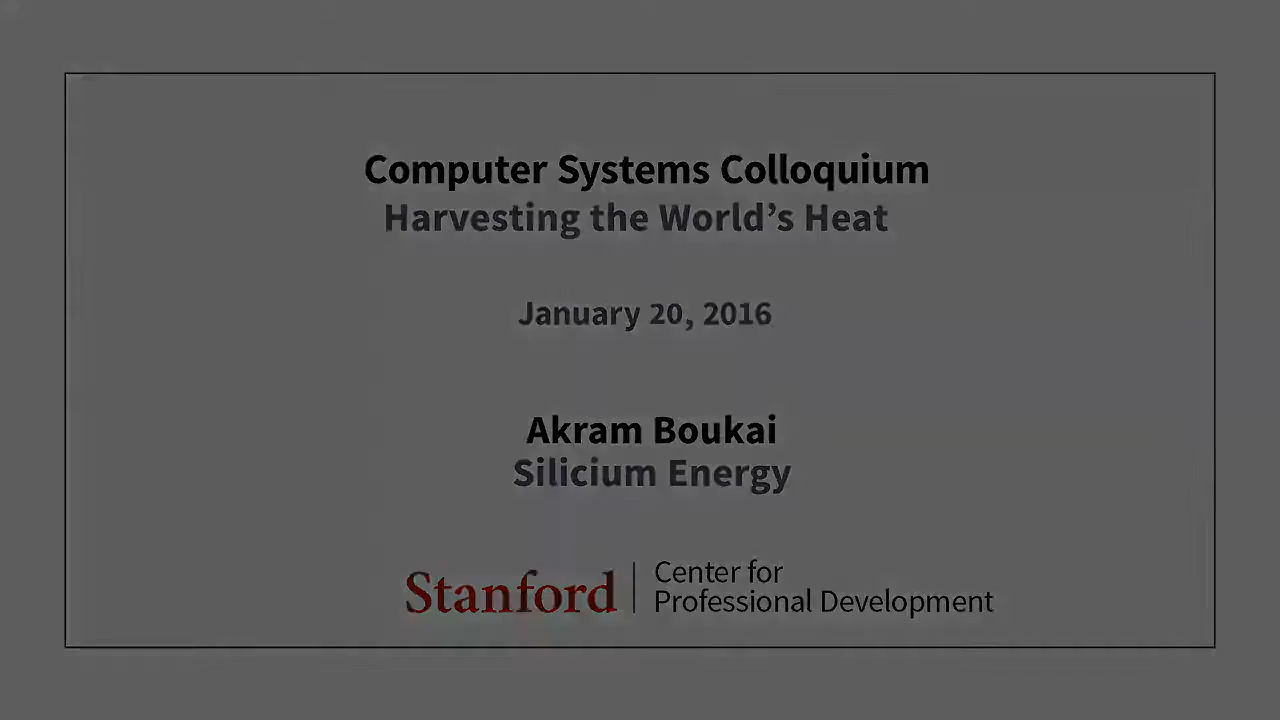 Computer Systems Colloquium
Harvesting the World’s Heat
January 20, 2016
Akram Boukai
Silicium Energy
Stanford
Center for
Professional Development